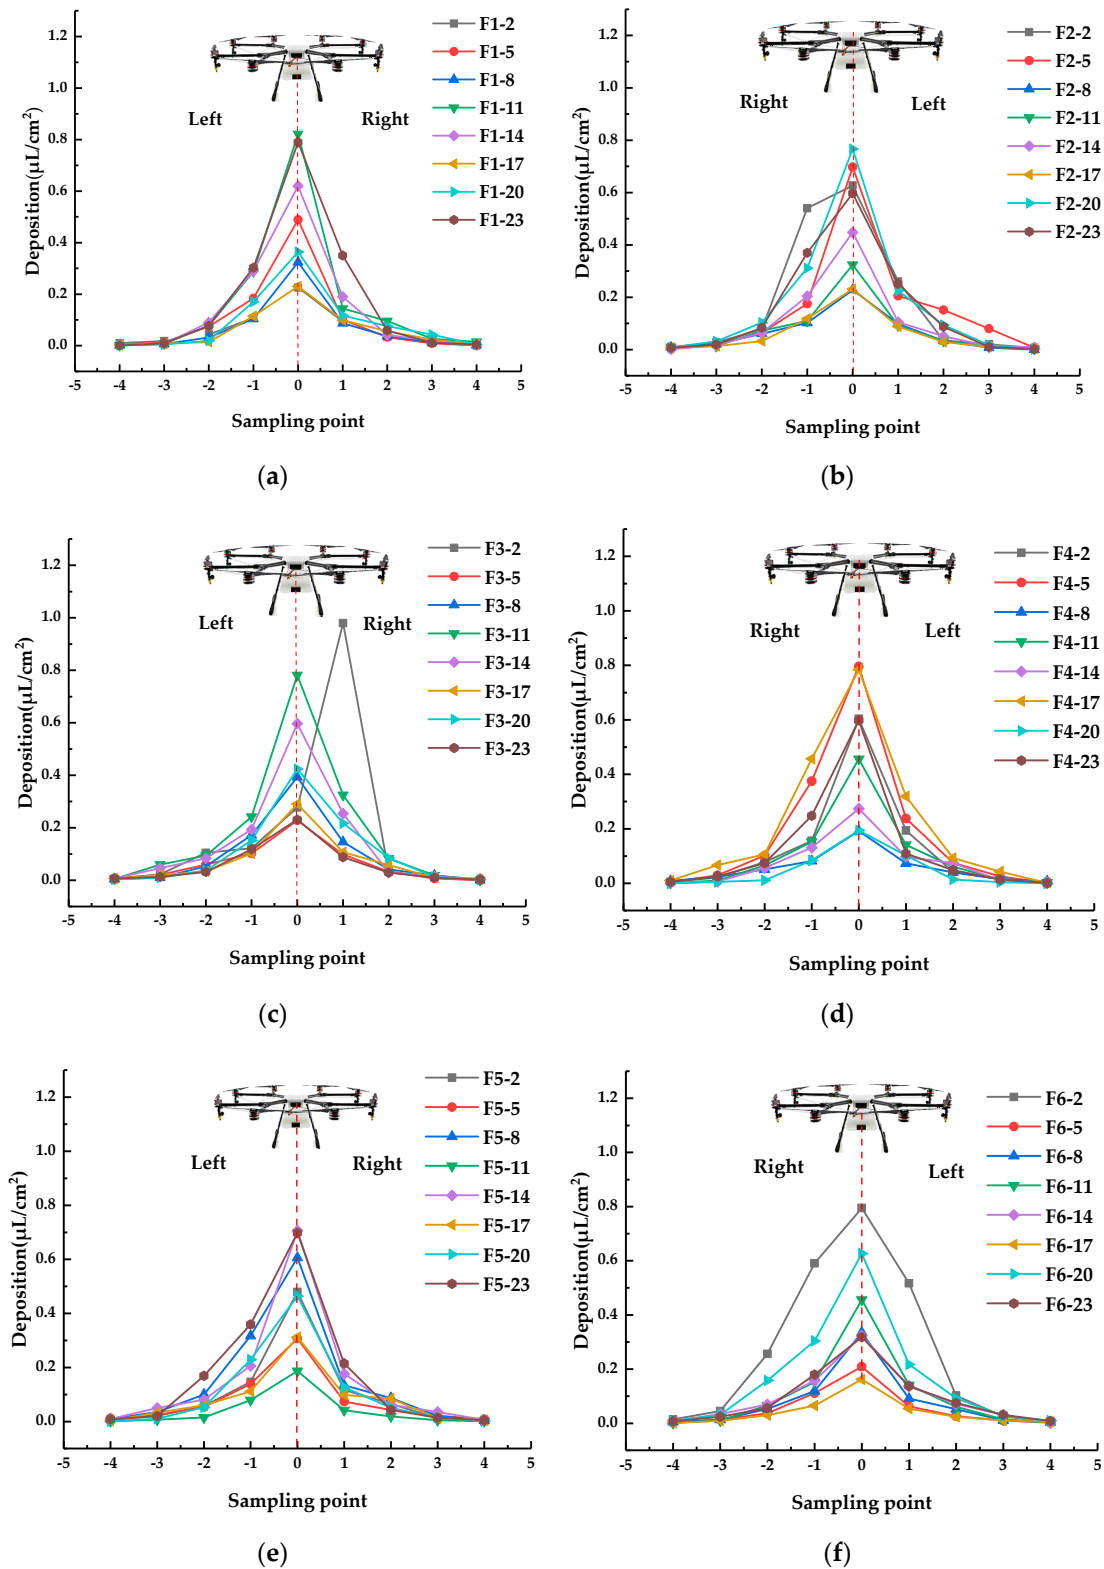 F1-2
F1-5
F1-8
F1-11
F1-14
F1-17
F1-20
F1-23
Left
Right
Deposition(μL/cm²)
1.2
1.0
0.8
0.6
0.4
0.2
0.0
-5 -4 -3 -2 -1 0 1 2 3 4 5
Sampling point
(a)
F2-2
F2-5
F2-8
F2-11
F2-14
F2-17
F2-20
F2-23
Right
Left
Deposition(μL/cm²)
1.2
1.0
0.8
0.6
0.4
0.2
0.0
-5 -4 -3 -2 -1 0 1 2 3 4 5
Sampling point
(b)
F3-2
F3-5
F3-8
F3-11
F3-14
F3-17
F3-20
F3-23
Left
Right
Deposition(μL/cm²)
1.2
1.0
0.8
0.6
0.4
0.2
0.0
-5 -4 -3 -2 -1 0 1 2 3 4 5
Sampling point
(c)
F4-2
F4-5
F4-8
F4-11
F4-14
F4-17
F4-20
F4-23
Right
Left
Deposition(μL/cm²)
1.2
1.0
0.8
0.6
0.4
0.2
0.0
-5 -4 -3 -2 -1 0 1 2 3 4 5
Sampling point
(d)
F5-2
F5-5
F5-8
F5-11
F5-14
F5-17
F5-20
F5-23
Left
Right
Deposition(μL/cm²)
1.2
1.0
0.8
0.6
0.4
0.2
0.0
-5 -4 -3 -2 -1 0 1 2 3 4 5
Sampling point
(e)
F6-2
F6-5
F6-8
F6-11
F6-14
F6-17
F6-20
F6-23
Right
Left
Deposition(μL/cm²)
1.2
1.0
0.8
0.6
0.4
0.2
0.0
-5 -4 -3 -2 -1 0 1 2 3 4 5
Sampling point
(f)